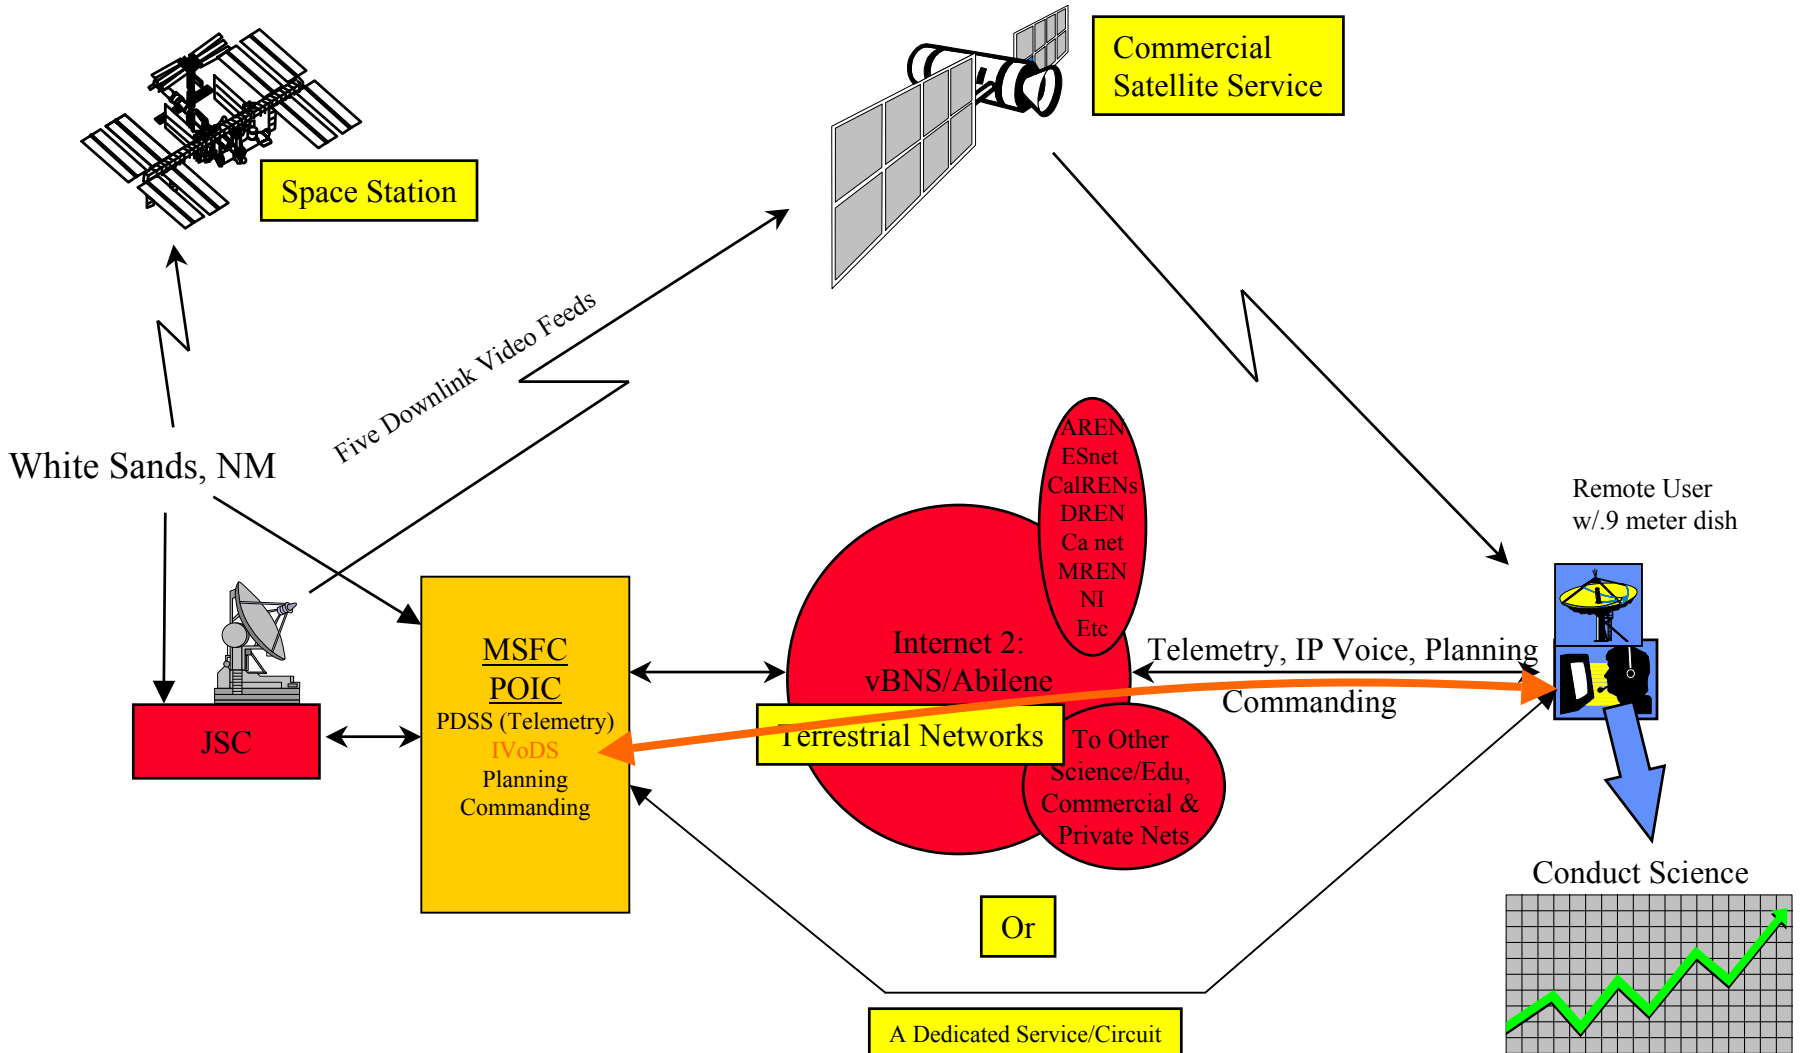 Commercial
Satellite Service
Space Station
Five Downlink Video Feeds
White Sands, NM
AREN
ESnet
CalRENs
DREN
Ca net
MREN
NI
Etc
Remote User
w/.9 meter dish
MSFC
POIC
PDSS (Telemetry)
IVoDS
Planning
Commanding
JSC
Internet 2:
vBNS/Abilene
Terrestrial Networks
Telemetry, IP Voice, Planning
Commanding
To Other
Science/Edu,
Commercial &
Private Nets
Or
A Dedicated Service/Circuit
Conduct Science